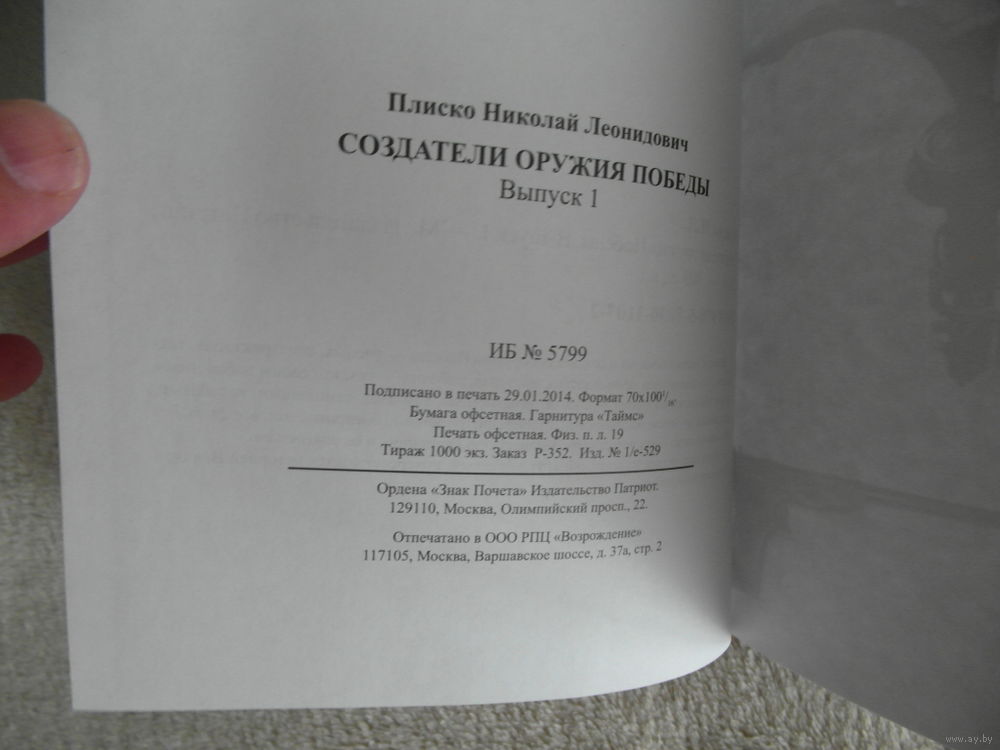 Плиско Николай Леонидович
СОЗДАТЕЛИ ОРУЖИЯ ПОБЕДЫ
Выпуск 1
ИБ № 5799
Подписано в печать 29.01.2014. Формат 70x100¹/₁₆.
Бумага офсетная. Гарнитура «Таймс»
Печать офсетная. Физ. п. л. 19
Тираж 1000 экз. Заказ Р-352. Изд. № 1/е-529
Ордена «Знак Почета» Издательство Патриот.
129110, Москва, Олимпийский просп., 22.
Отпечатано в ООО РПЦ «Возрождение»
117105, Москва, Варшавское шоссе, д. 37а, стр. 2
www.ay.by